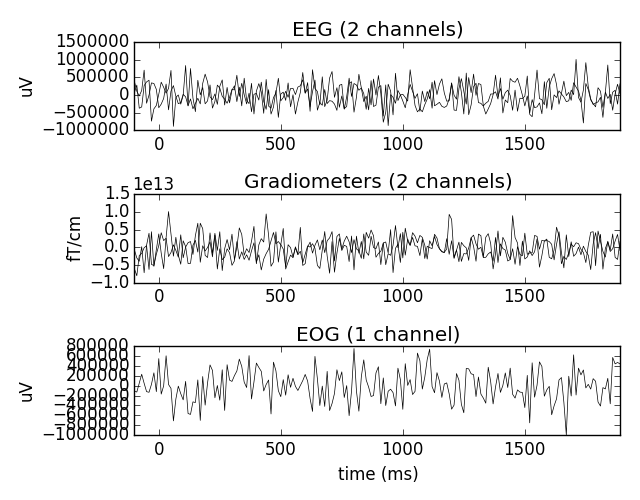 EEG (2 channels)
1500000
1000000
500000
0
−500000
−1000000
uV
0 500 1000 1500
Gradiometers (2 channels)
1e13
1.5
1.0
0.5
0.0
−0.5
−1.0
fT/cm
0 500 1000 1500
EOG (1 channel)
800000
600000
400000
200000
0
−200000
−400000
−600000
−800000
−1000000
uV
0 500 1000 1500
time (ms)